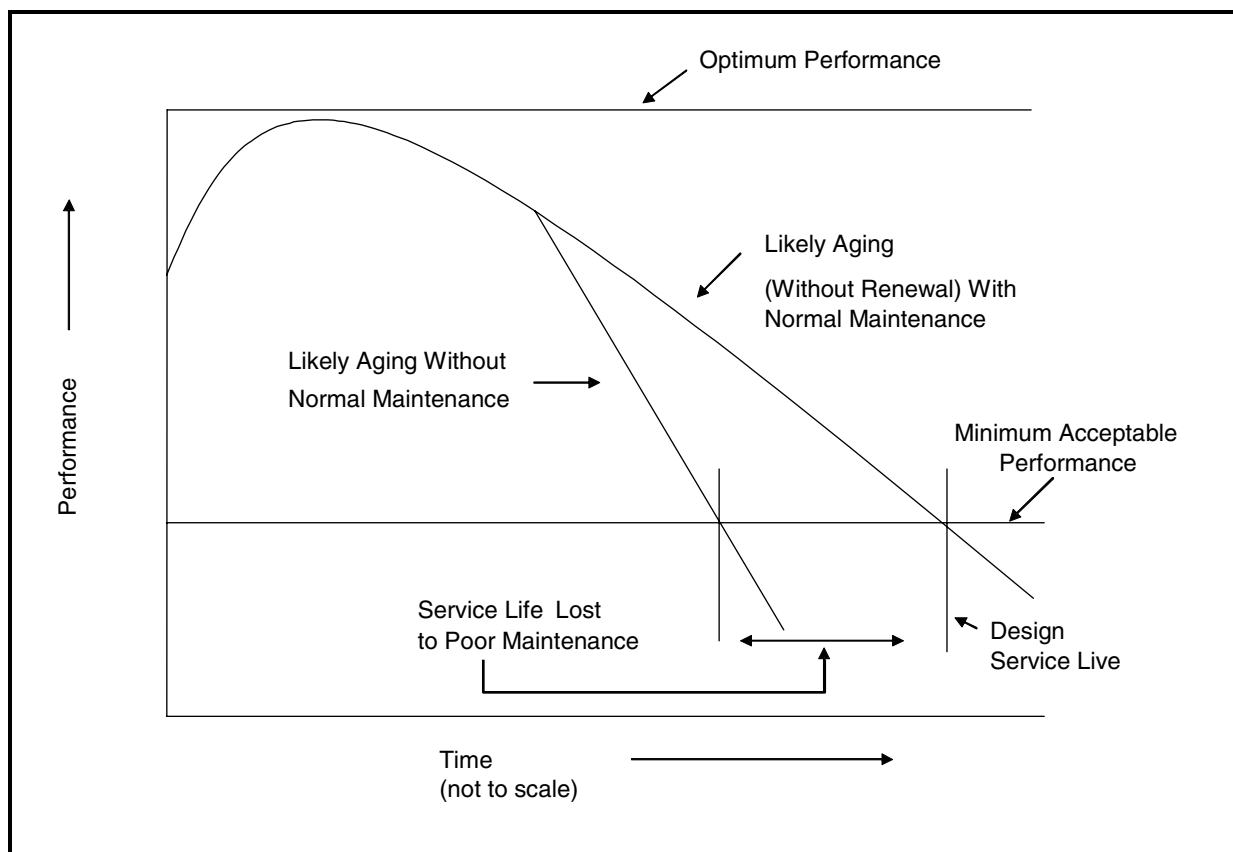 Optimum Performance
Likely Aging
(Without Renewal) With
Normal Maintenance
Likely Aging Without
Normal Maintenance
Minimum Acceptable
Performance
Performance
Service Life Lost
to Poor Maintenance
Design
Service Live
Time
(not to scale)